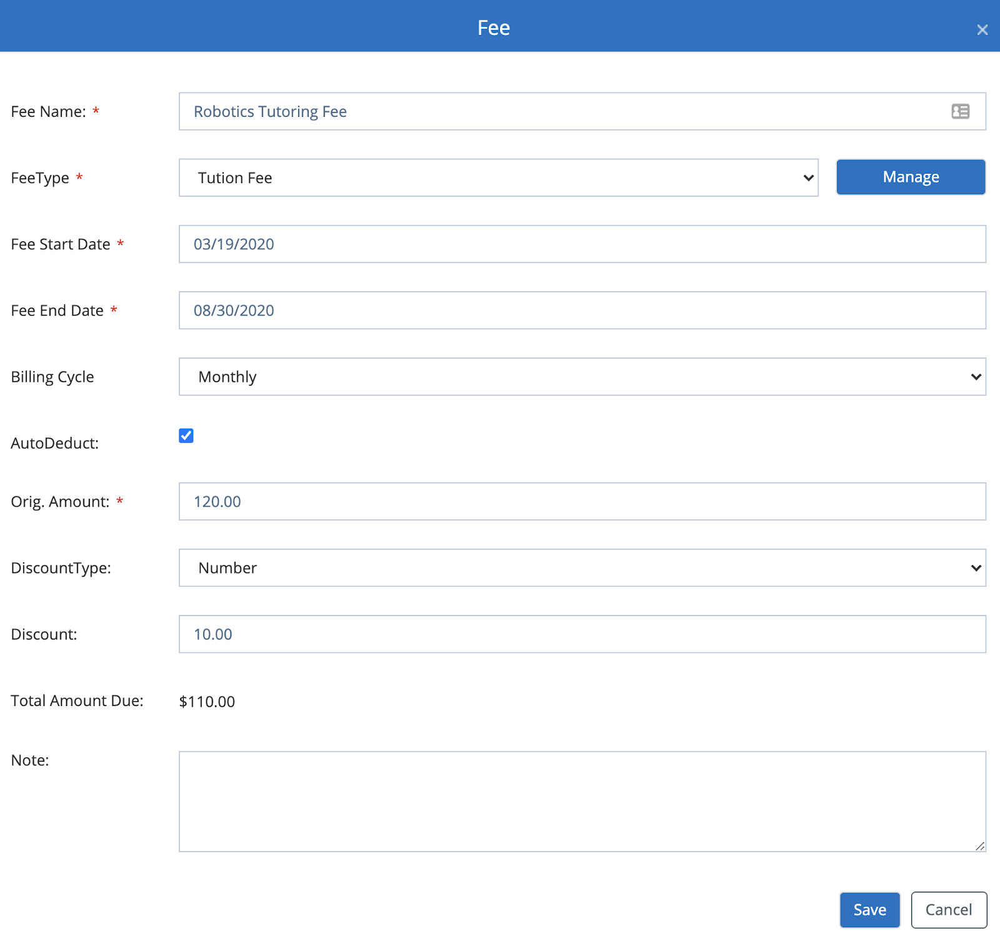 Fee
×
Fee Name: * Robotics Tutoring Fee
FeeType * Tution Fee Manage
Fee Start Date * 03/19/2020
Fee End Date * 08/30/2020
Billing Cycle Monthly
AutoDeduct:
Orig. Amount: * 120.00
DiscountType: Number
Discount: 10.00
Total Amount Due: $110.00
Note:
Save Cancel